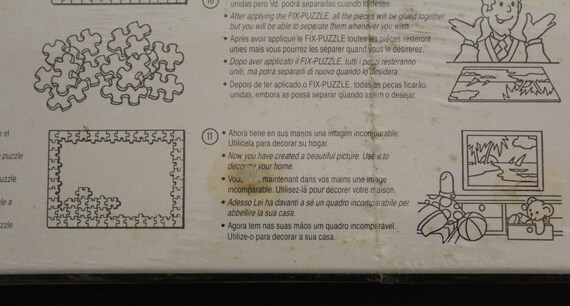 10
unidas pero Vd. podrá separarlas cuando lo desee.
• After applying the FIX-PUZZLE, all the pieces will be glued together
but you will be able to separate them whenever you wish.
• Après avoir appliqué le FIX-PUZZLE toutes les pièces resteront
unies mais vous pourrez les séparer quand vous le désirerez.
• Dopo aver applicato il FIX-PUZZLE, tutti i pezzi resteranno
uniti, ma potrà separarli di nuovo quando lo desidera.
• Depois de ter aplicado o FIX-PUZZLE, todas as peças ficarão
unidas, embora as possa separar quando assim o desejar.
n el
puzzle
puzzle
le a
zzle
11
• Ahora tiene en sus manos una imagen incomparable.
Utilícela para decorar su hogar.
• Now you have created a beautiful picture. Use it to
decorate your home.
• maintenant dans vos mains une image
incomparable. Utilisez-là pour décorer votre maison.
• Adesso Lei ha davanti a sé un quadro incomparabile per
abbellire la sua casa.
• Agora tem nas suas mãos um quadro incomparável.
Utilize-o para decorar a sua casa.